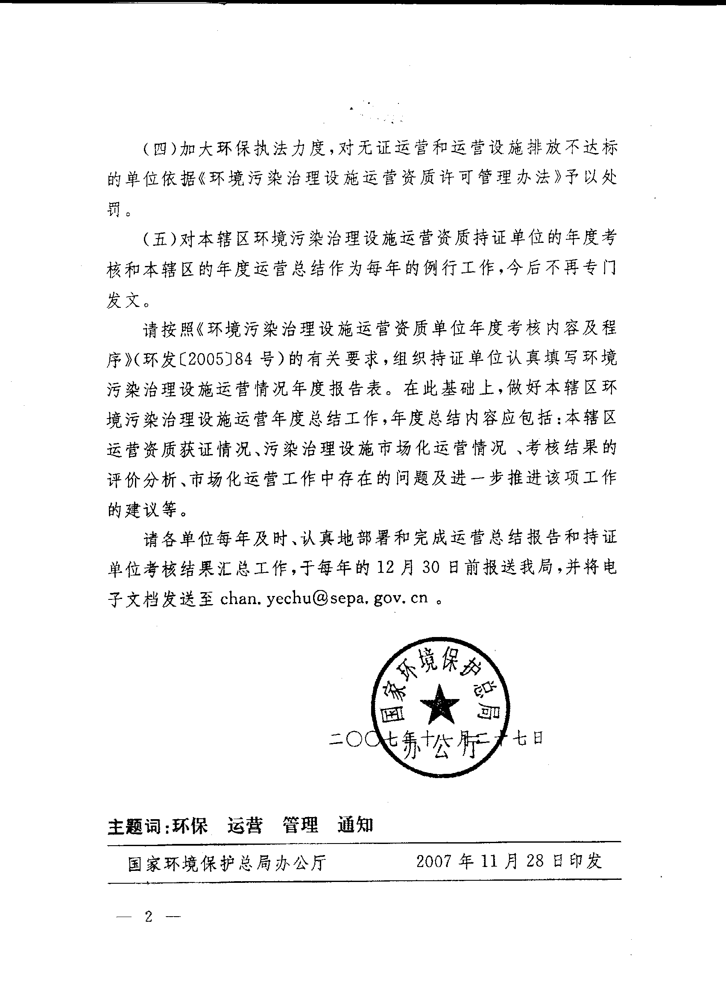 (四)加大环保执法力度,对无证运营和运营设施排放不达标
的单位依据《环境污染治理设施运营资质许可管理办法》予以处
罚。
(五)对本辖区环境污染治理设施运营资质持证单位的年度考
核和本辖区的年度运营总结作为每年的例行工作,今后不再专门
发文。
请按照《环境污染治理设施运营资质单位年度考核内容及程
序》(环发〔2005〕84 号)的有关要求,组织持证单位认真填写环境
污染治理设施运营情况年度报告表。在此基础上,做好本辖区环
境污染治理设施运营年度总结工作,年度总结内容应包括:本辖区
运营资质获证情况、污染治理设施市场化运营情况 、考核结果的
评价分析、市场化运营工作中存在的问题及进一步推进该项工作
的建议等。
请各单位每年及时、认真地部署和完成运营总结报告和持证
单位考核结果汇总工作,于每年的 12 月 30 日前报送我局,并将电
子文档发送至 chan.yechu@sepa.gov.cn 。
国家环境保护总局
二〇〇七年十一月二十七日
办公厅
主题词:环保 运营 管理 通知
国家环境保护总局办公厅 2007 年 11 月 28 日印发
— 2 —